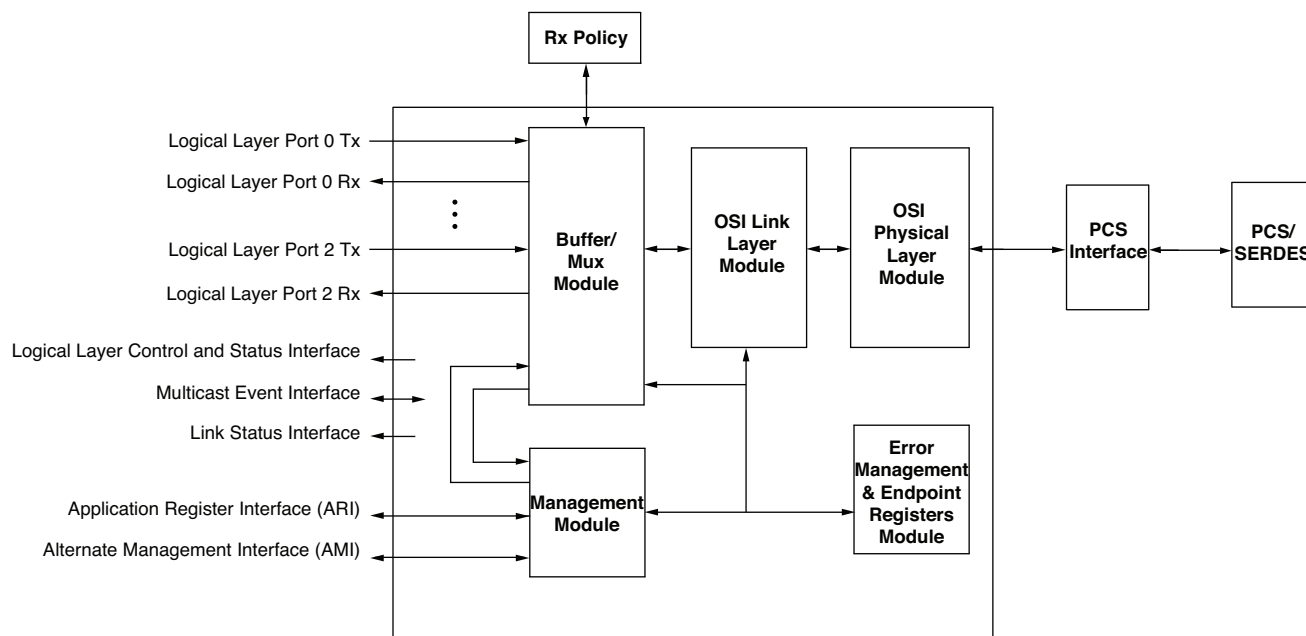 Rx Policy
Logical Layer Port 0 Tx
Logical Layer Port 0 Rx
Logical Layer Port 2 Tx
Logical Layer Port 2 Rx
Logical Layer Control and Status Interface
Multicast Event Interface
Link Status Interface
Application Register Interface (ARI)
Alternate Management Interface (AMI)
Buffer/
Mux
Module
OSI Link
Layer
Module
OSI
Physical
Layer
Module
PCS
Interface
PCS/
SERDES
Management
Module
Error
Management
& Endpoint
Registers
Module